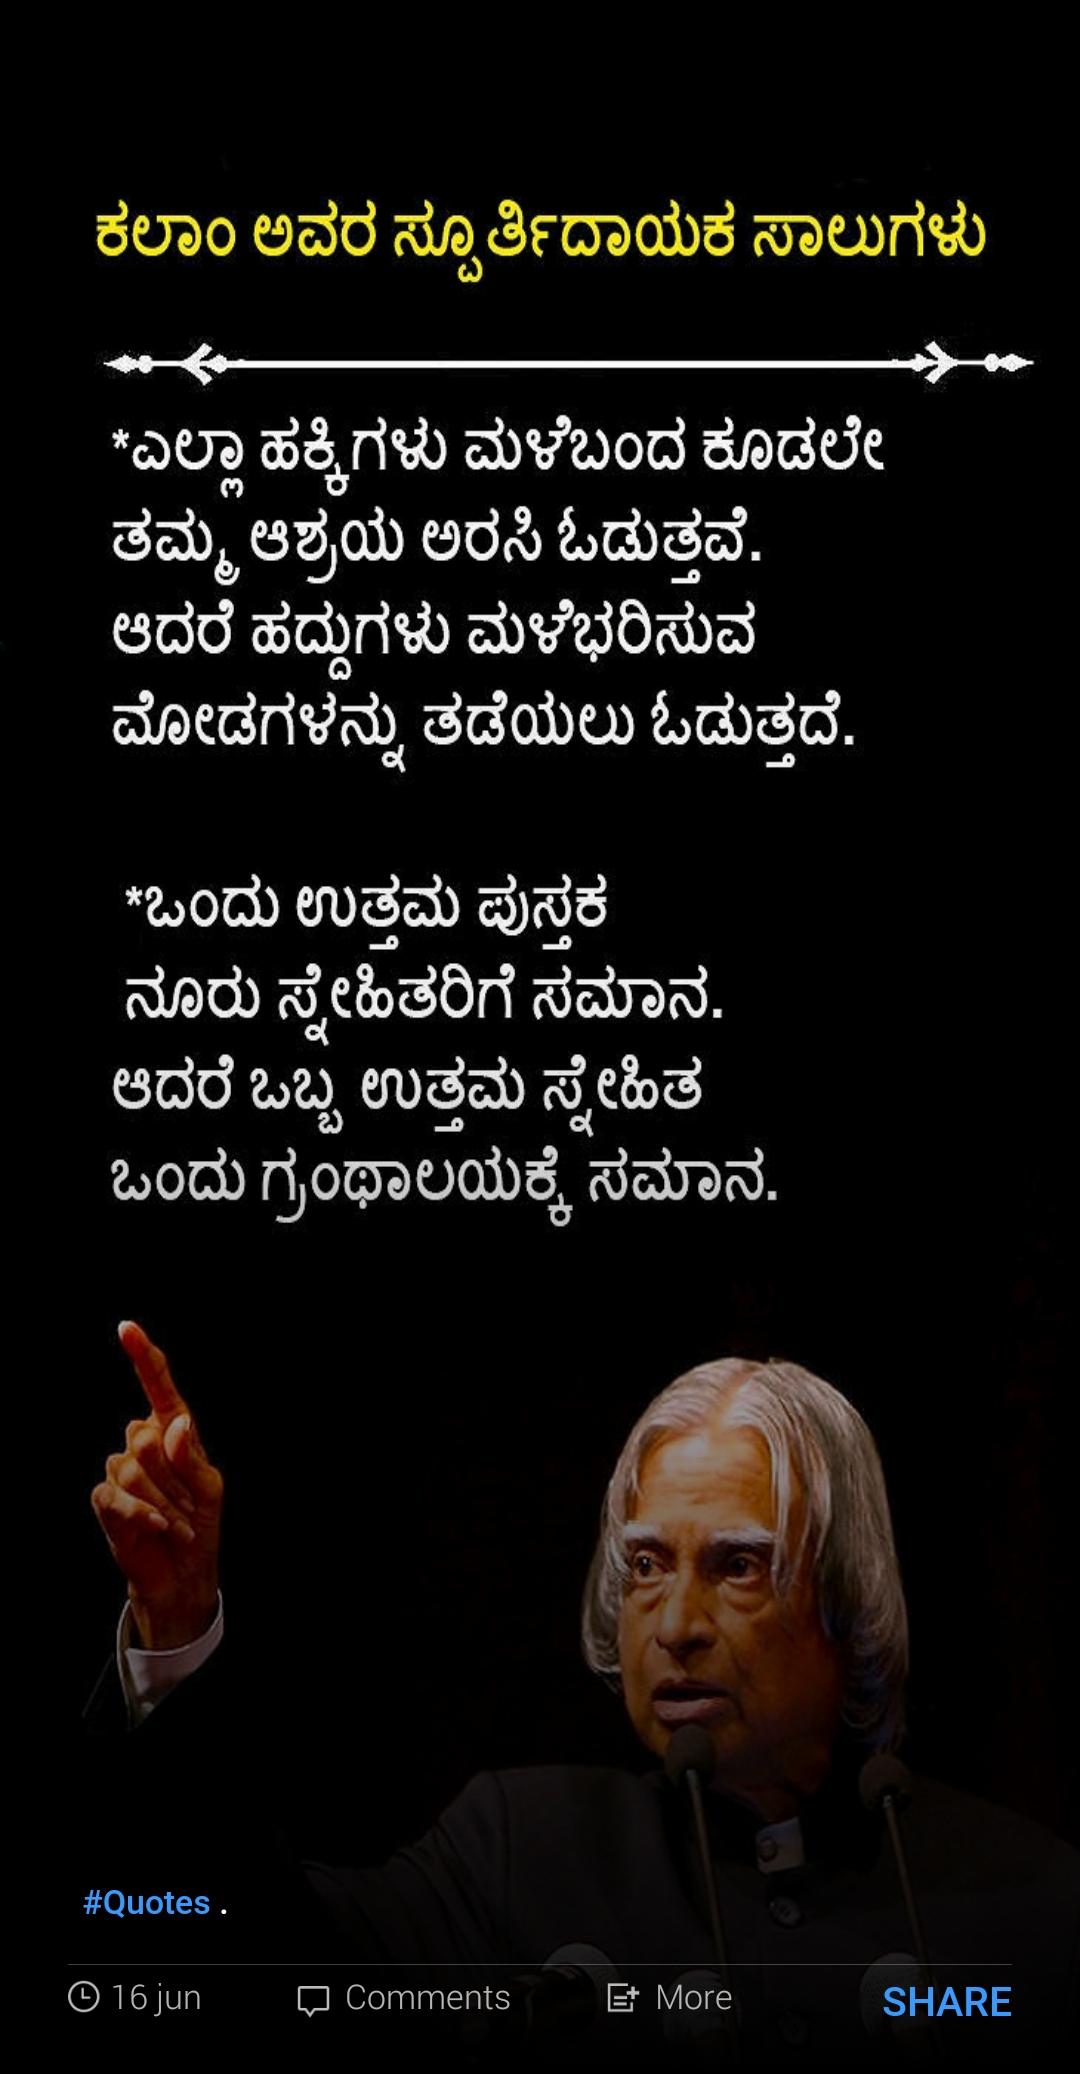 ಕಲಾಂ ಅವರ ಸ್ಪೂರ್ತಿದಾಯಕ ಸಾಲುಗಳು
*ಎಲ್ಲಾ ಹಕ್ಕಿಗಳು ಮಳೆಬಂದ ಕೂಡಲೇ
ತಮ್ಮ ಆಶ್ರಯ ಅರಸಿ ಓಡುತ್ತವೆ.
ಆದರೆ ಹದ್ದುಗಳು ಮಳೆಭರಿಸುವ
ಮೋಡಗಳನ್ನು ತಡೆಯಲು ಓಡುತ್ತದೆ.
*ಒಂದು ಉತ್ತಮ ಪುಸ್ತಕ
ನೂರು ಸ್ನೇಹಿತರಿಗೆ ಸಮಾನ.
ಆದರೆ ಒಬ್ಬ ಉತ್ತಮ ಸ್ನೇಹಿತ
ಒಂದು ಗ್ರಂಥಾಲಯಕ್ಕೆ ಸಮಾನ.
#Quotes .
16 jun Comments More SHARE